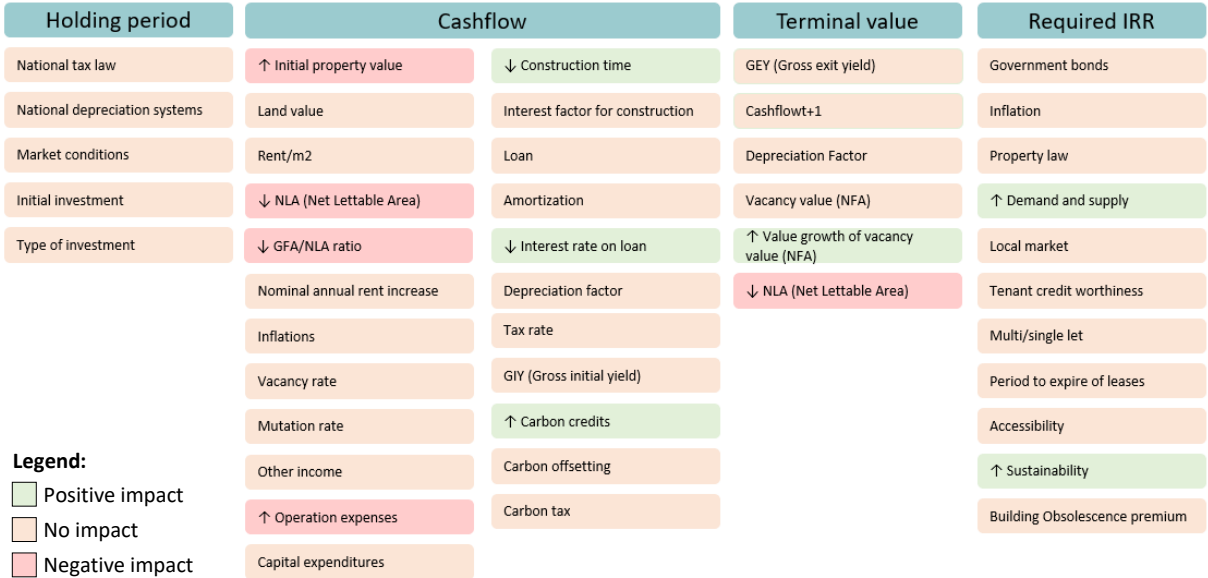 Holding period
National tax law
National depreciation systems
Market conditions
Initial investment
Type of investment
Cashflow
↑ Initial property value
Land value
Rent/m2
↓ NLA (Net Lettable Area)
↓ GFA/NLA ratio
Nominal annual rent increase
Inflations
Vacancy rate
Mutation rate
Other income
↑ Operation expenses
Capital expenditures
↓ Construction time
Interest factor for construction
Loan
Amortization
↓ Interest rate on loan
Depreciation factor
Tax rate
GIY (Gross initial yield)
↑ Carbon credits
Carbon offsetting
Carbon tax
Terminal value
GEY (Gross exit yield)
Cashflowt+1
Depreciation Factor
Vacancy value (NFA)
↑ Value growth of vacancy
value (NFA)
↓ NLA (Net Lettable Area)
Required IRR
Government bonds
Inflation
Property law
↑ Demand and supply
Local market
Tenant credit worthiness
Multi/single let
Period to expire of leases
Accessibility
↑ Sustainability
Building Obsolescence premium
Legend:
Positive impact
No impact
Negative impact